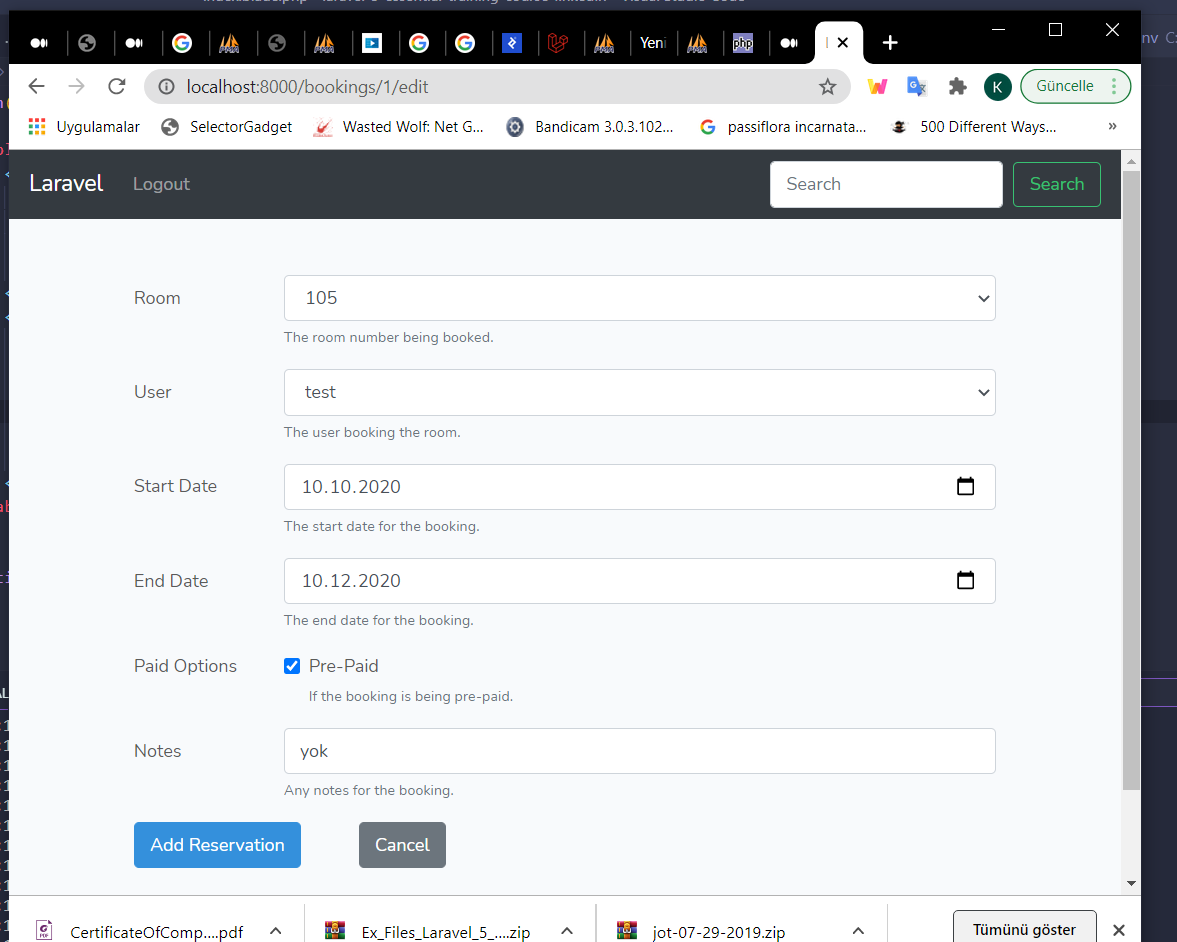 Yeni
localhost:8000/bookings/1/edit
K
Güncelle
Uygulamalar
SelectorGadget
Wasted Wolf: Net G...
Bandicam 3.0.3.102...
passiflora incarnata...
500 Different Ways...
»
Laravel
Logout
Search
Search
Room
105
The room number being booked.
User
test
The user booking the room.
Start Date
10.10.2020
The start date for the booking.
End Date
10.12.2020
The end date for the booking.
Paid Options
Pre-Paid
If the booking is being pre-paid.
Notes
yok
Any notes for the booking.
Add Reservation
Cancel
CertificateOfComp....pdf
Ex_Files_Laravel_5_....zip
jot-07-29-2019.zip
Tümünü göster